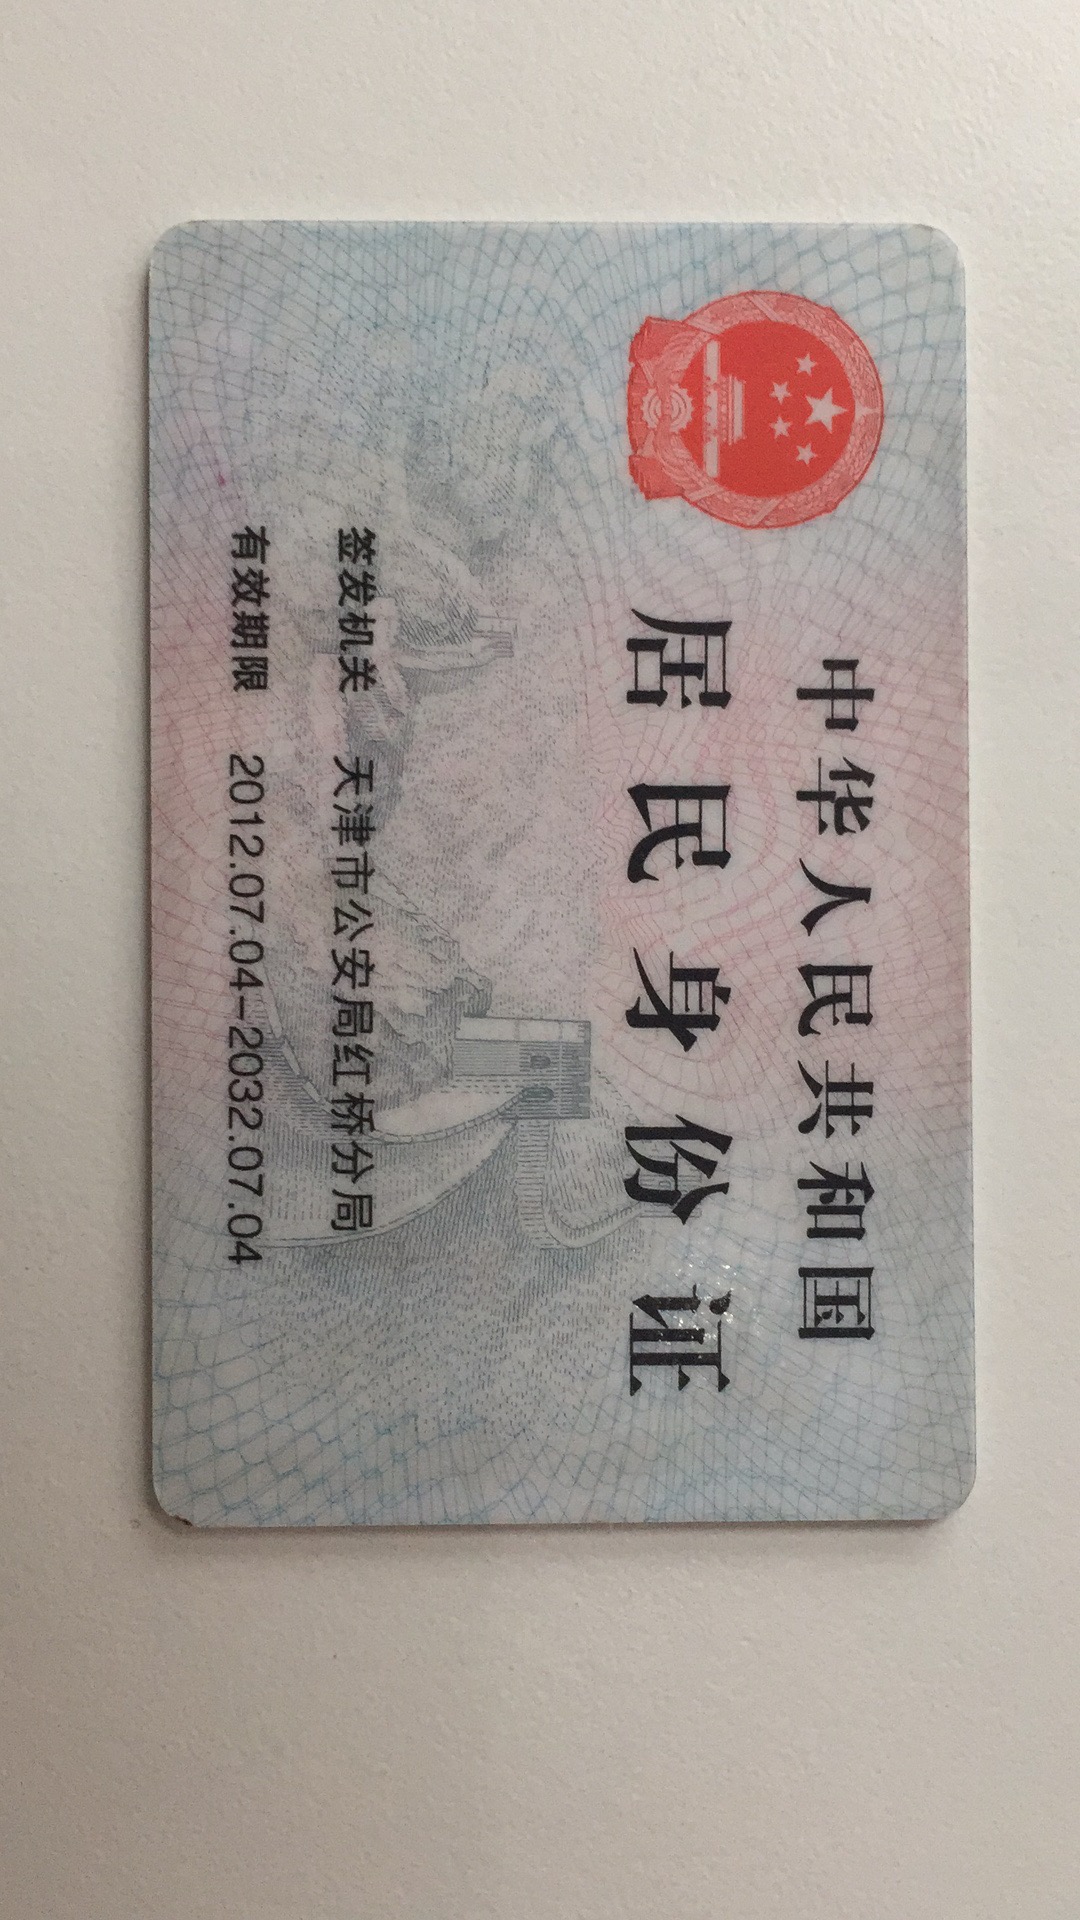 中华人民共和国
居民身份证
签发机关 天津市公安局红桥分局
有效期限 2012.07.04-2032.07.04